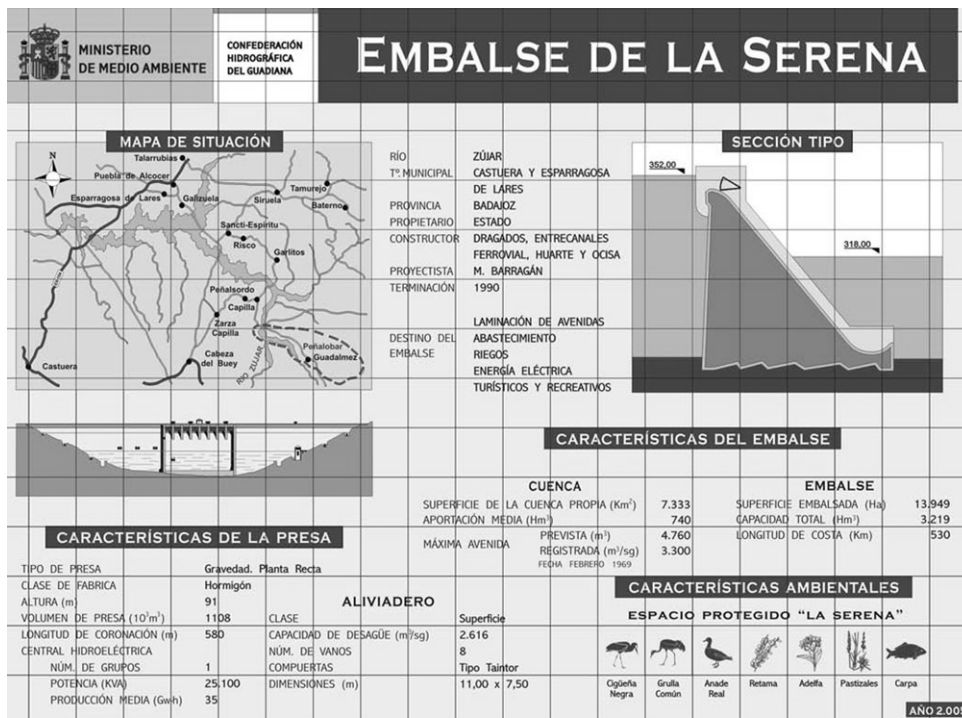 MINISTERIO
DE MEDIO AMBIENTE
CONFEDERACIÓN
HIDROGRÁFICA
DEL GUADIANA
EMBALSE DE LA SERENA
MAPA DE SITUACIÓN
N
Talarrubias
Puebla de Alcocer
Esparragosa de Lares
Galizuela
Siruela
Tamurejo
Baterno
Sancti-Espíritu
Risco
Garlitos
Peñalsordo
Capilla
Zarza
Capilla
Cabeza
del Buey
Peñalobar
Guadalmez
Castuera
RIO ZUJAR
RÍO ZÚJAR
Tº. MUNICIPAL CASTUERA Y ESPARRAGOSA
DE LARES
PROVINCIA BADAJOZ
PROPIETARIO ESTADO
CONSTRUCTOR DRAGADOS, ENTRECANALES
FERROVIAL, HUARTE Y OCISA
PROYECTISTA M. BARRAGÁN
TERMINACIÓN 1990
DESTINO DEL
EMBALSE
LAMINACIÓN DE AVENIDAS
ABASTECIMIENTO
RIEGOS
ENERGÍA ELÉCTRICA
TURÍSTICOS Y RECREATIVOS
SECCIÓN TIPO
352,00
318,00
CARACTERÍSTICAS DEL EMBALSE
CUENCA
SUPERFICIE DE LA CUENCA PROPIA (Km²) 7.333
APORTACIÓN MEDIA (Hm³) 740
MÁXIMA AVENIDA
PREVISTA (m³) 4.760
REGISTRADA (m³/sg) 3.300
FECHA FEBRERO 1969
EMBALSE
SUPERFICIE EMBALSADA (Ha) 13.949
CAPACIDAD TOTAL (Hm³) 3.219
LONGITUD DE COSTA (Km) 530
CARACTERÍSTICAS DE LA PRESA
TIPO DE PRESA Gravedad. Planta Recta
CLASE DE FABRICA Hormigón
ALTURA (m) 91
VOLUMEN DE PRESA (10³m³) 1108
LONGITUD DE CORONACIÓN (m) 580
CENTRAL HIDROELÉCTRICA
NÚM. DE GRUPOS 1
POTENCIA (KVA) 25.100
PRODUCCIÓN MEDIA (Gwh) 35
ALIVIADERO
CLASE Superficie
CAPACIDAD DE DESAGÜE (m³/sg) 2.616
NÚM. DE VANOS 8
COMPUERTAS Tipo Taintor
DIMENSIONES (m) 11,00 x 7,50
CARACTERÍSTICAS AMBIENTALES
ESPACIO PROTEGIDO "LA SERENA"
Cigüeña
Negra
Grulla
Común
Anade
Real
Retama
Adelfa
Pastizales
Carpa
AÑO 2.005